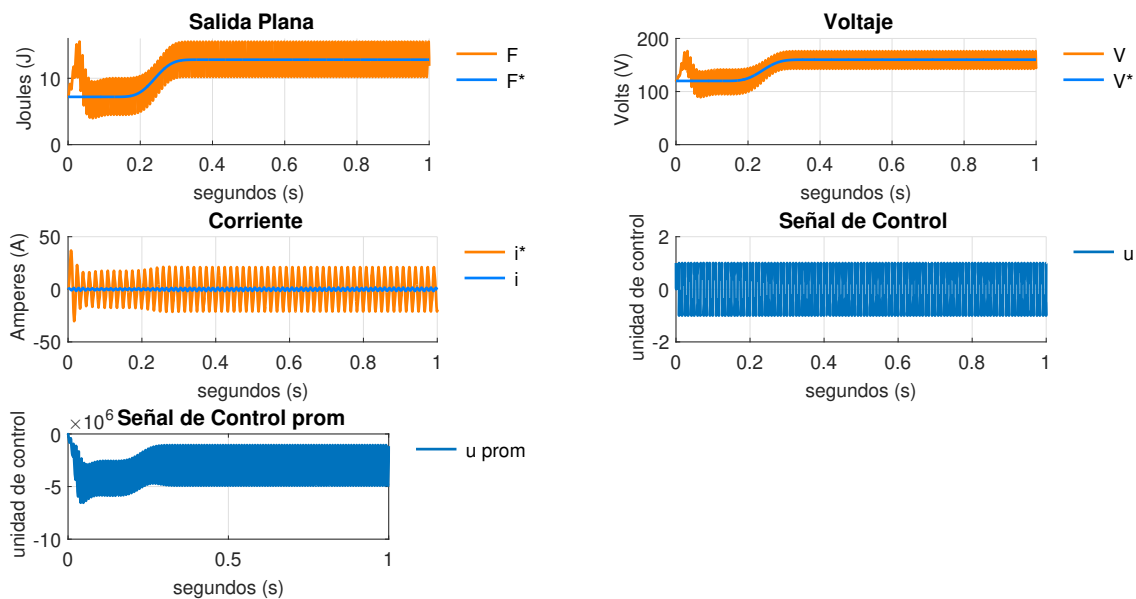 Salida Plana
Joules (J)
10
0
0 0.2 0.4 0.6 0.8 1
segundos (s)
F
F*
Voltaje
Volts (V)
200
100
0
0 0.2 0.4 0.6 0.8 1
segundos (s)
V
V*
Corriente
Amperes (A)
50
0
-50
0 0.2 0.4 0.6 0.8 1
segundos (s)
i*
i
Señal de Control
unidad de control
2
0
-2
0 0.2 0.4 0.6 0.8 1
segundos (s)
u
×10⁶ Señal de Control prom
unidad de control
0
-5
-10
0 0.5 1
segundos (s)
u prom